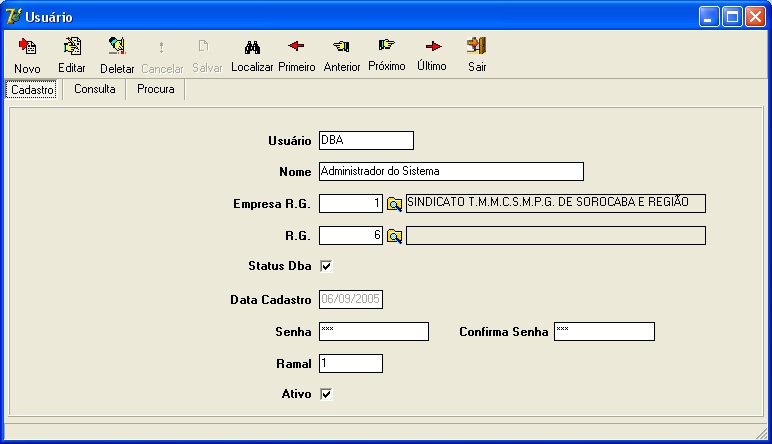 Usuário
Novo Editar Deletar Cancelar Salvar Localizar Primeiro Anterior Próximo Último Sair
Cadastro Consulta Procura
Usuário DBA
Nome Administrador do Sistema
Empresa R.G. 1 SINDICATO T.M.M.C.S.M.P.G. DE SOROCABA E REGIÃO
R.G. 6
Status Dba
Data Cadastro 06/09/2005
Senha *** Confirma Senha ***
Ramal 1
Ativo